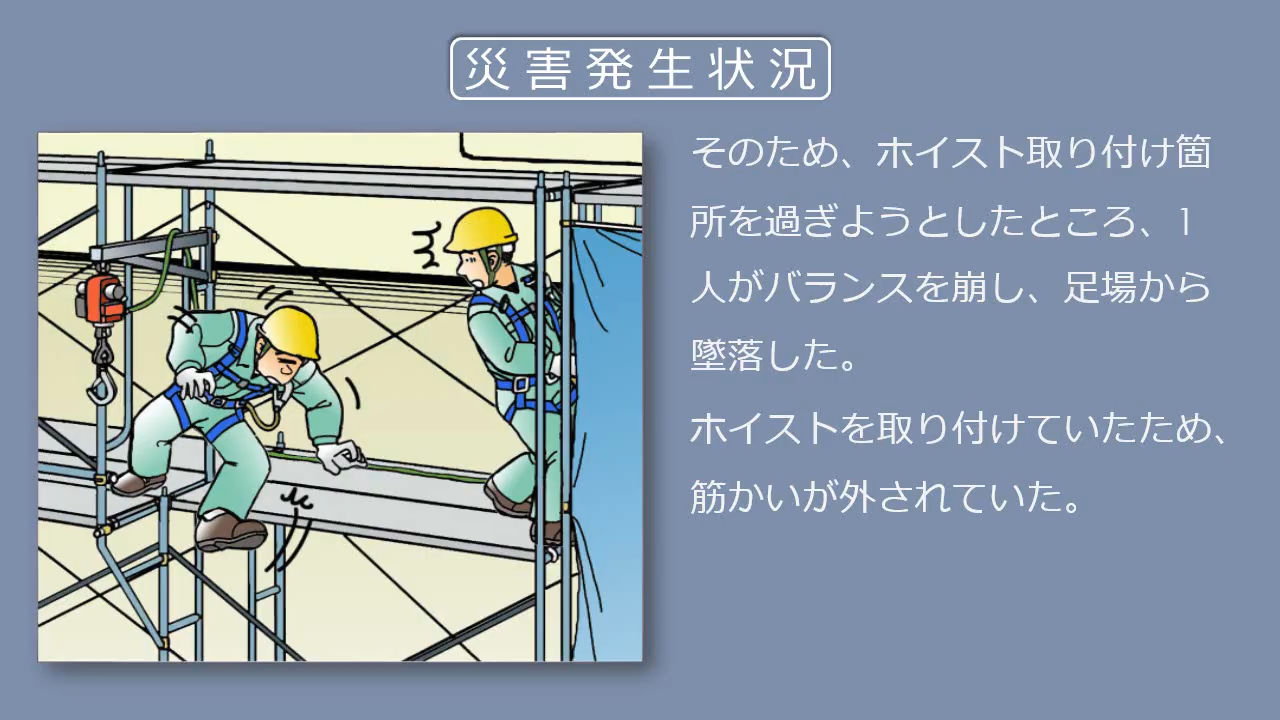 災害発生状況
そのため、ホイスト取り付け箇
所を過ぎようとしたところ、1
人がバランスを崩し、足場から
墜落した。
ホイストを取り付けていたため、
筋かいが外されていた。